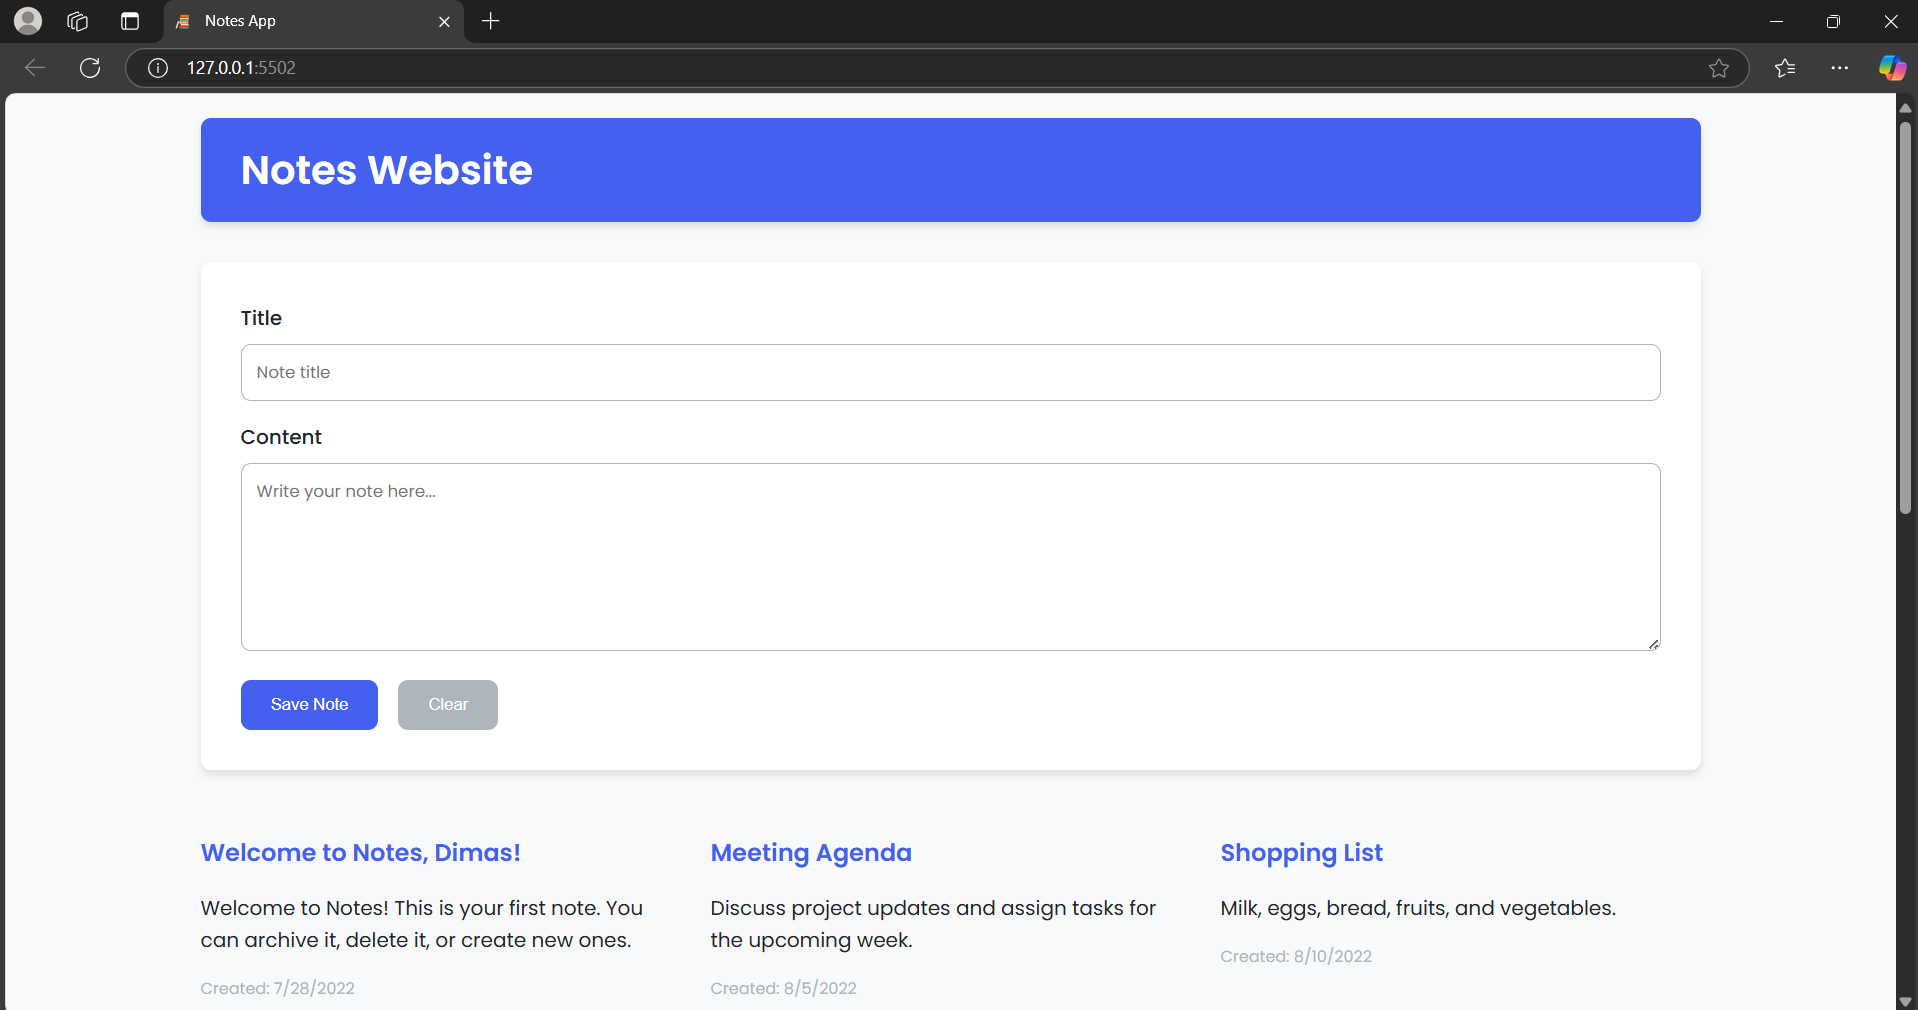 Notes App
127.0.0.1:5502
Notes Website
Title
Note title
Content
Write your note here...
Save Note
Clear
Welcome to Notes, Dimas!
Welcome to Notes! This is your first note. You
can archive it, delete it, or create new ones.
Created: 7/28/2022
Meeting Agenda
Discuss project updates and assign tasks for
the upcoming week.
Created: 8/5/2022
Shopping List
Milk, eggs, bread, fruits, and vegetables.
Created: 8/10/2022